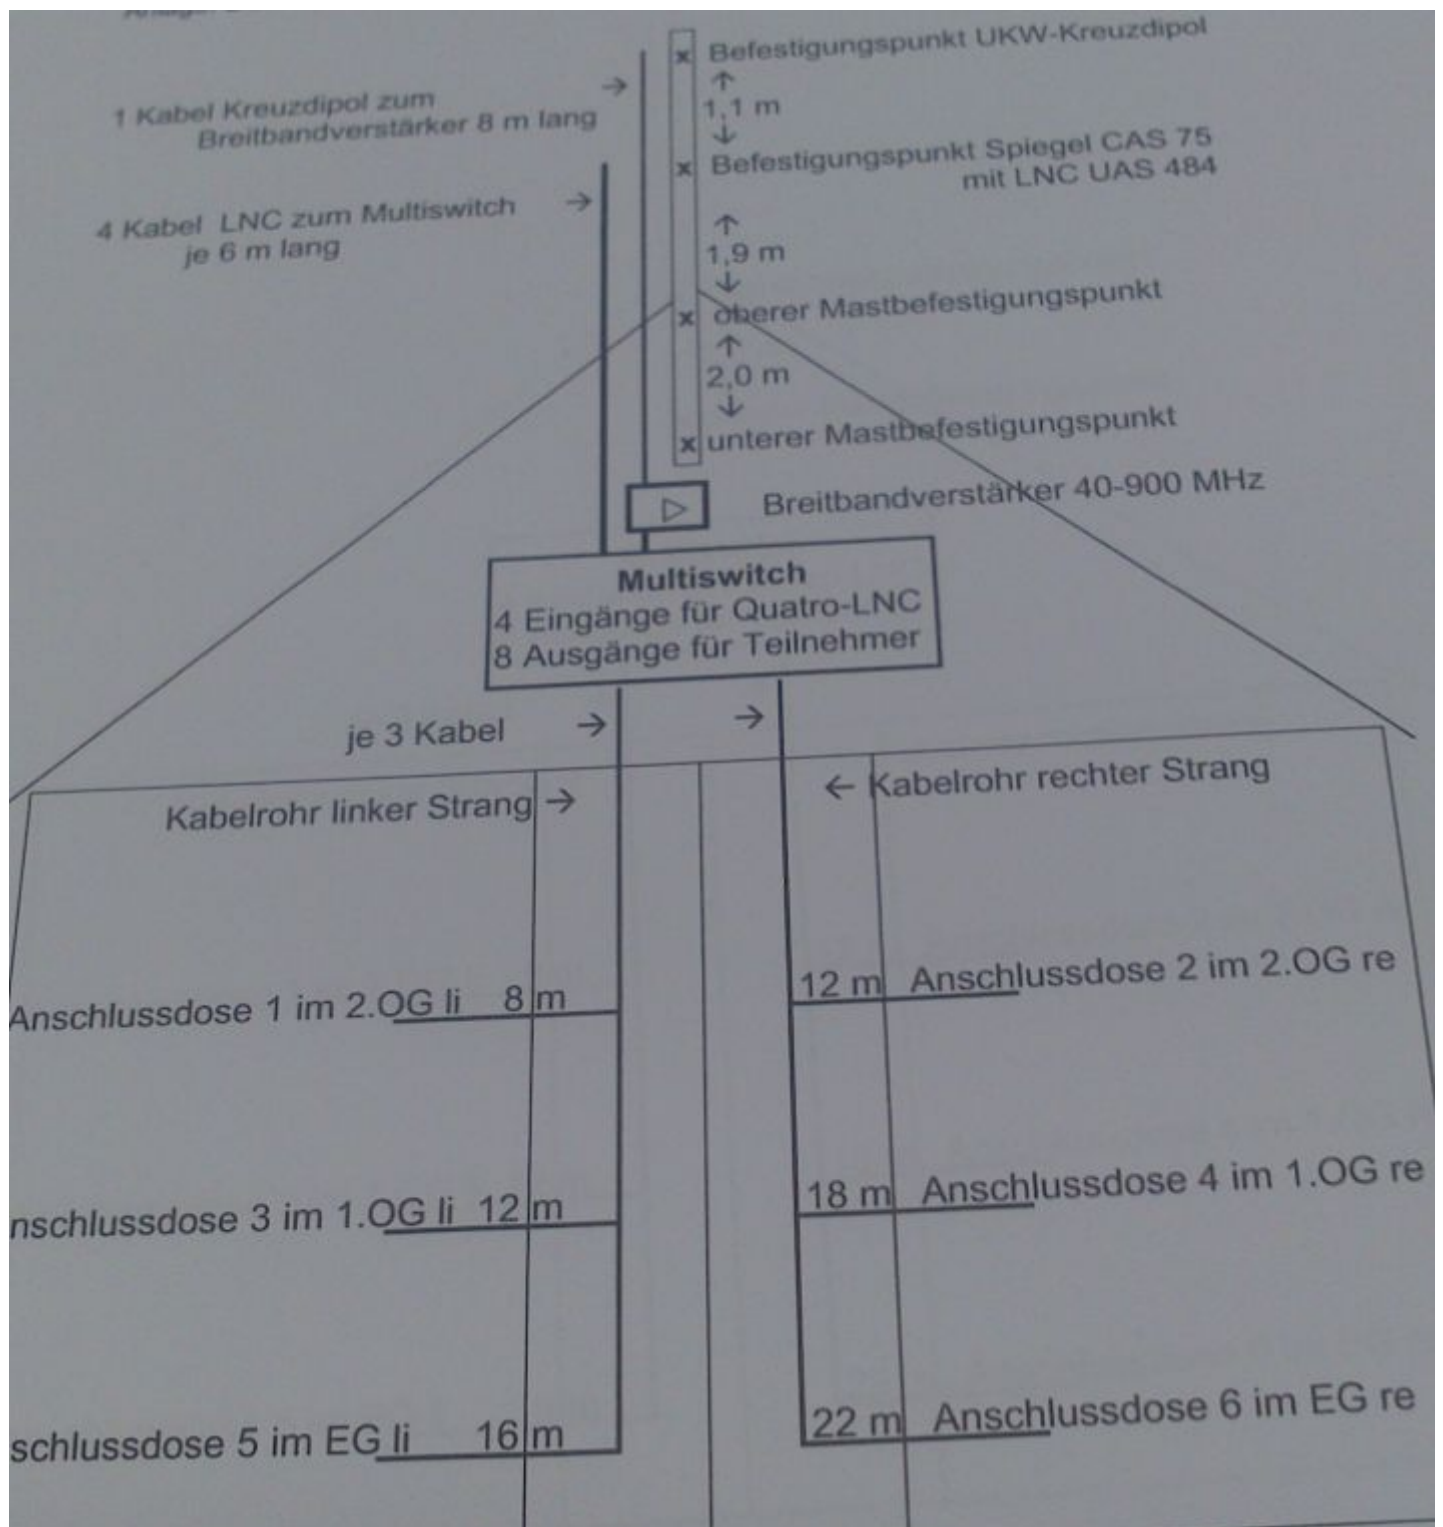 Befestigungspunkt UKW-Kreuzdipol
1 Kabel Kreuzdipol zum
Breitbandverstärker 8 m lang
1,1 m
Befestigungspunkt Spiegel CAS 75
mit LNC UAS 484
4 Kabel LNC zum Multiswitch
je 6 m lang
1,9 m
oberer Mastbefestigungspunkt
2,0 m
unterer Mastbefestigungspunkt
Breitbandverstärker 40-900 MHz
Multiswitch
4 Eingänge für Quatro-LNC
8 Ausgänge für Teilnehmer
je 3 Kabel
Kabelrohr linker Strang
Kabelrohr rechter Strang
Anschlussdose 1 im 2.OG li 8 m
12 m Anschlussdose 2 im 2.OG re
nschlussdose 3 im 1.OG li 12 m
18 m Anschlussdose 4 im 1.OG re
schlussdose 5 im EG li 16 m
22 m Anschlussdose 6 im EG re